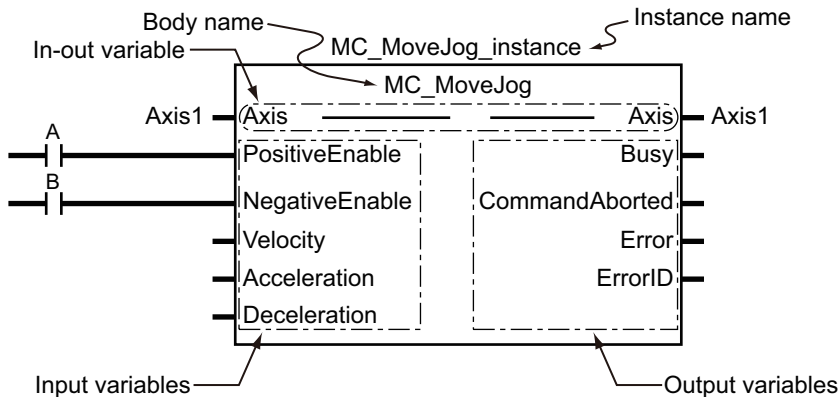 Body name
Instance name
In-out variable
MC_MoveJog_instance
MC_MoveJog
Axis1 Axis Axis Axis1
A
PositiveEnable Busy
B
NegativeEnable CommandAborted
Velocity Error
Acceleration ErrorID
Deceleration
Input variables Output variables